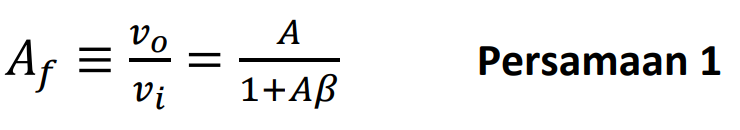 A_f ≡ v_o/v_i = A/(1+Aβ) Persamaan 1